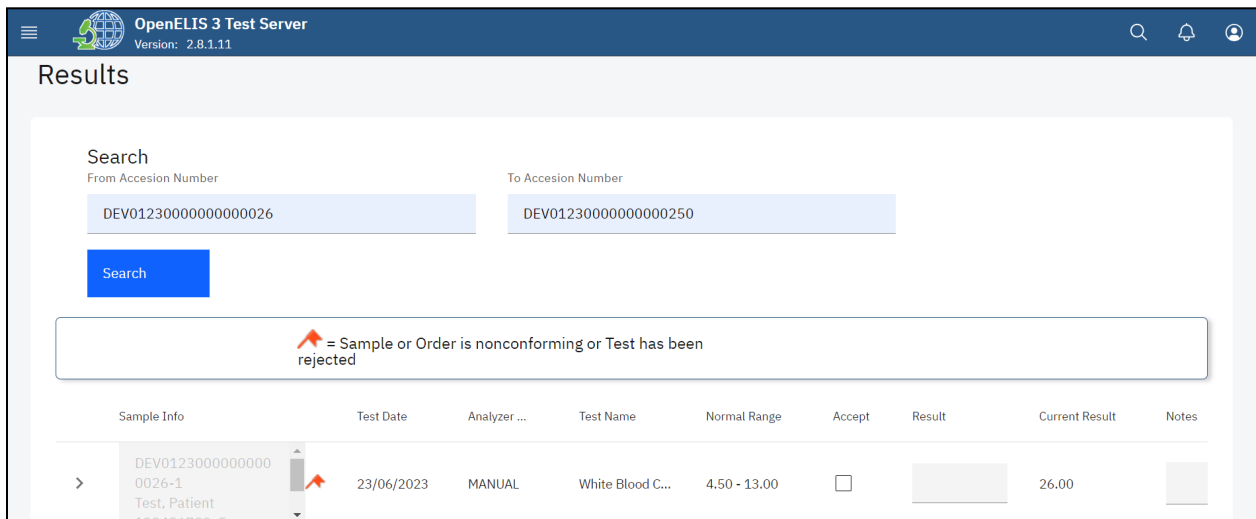 OpenELIS 3 Test Server
Version: 2.8.1.11
Results
Search
From Accesion Number To Accesion Number
DEV01230000000000026 DEV01230000000000250
Search
= Sample or Order is nonconforming or Test has been
rejected
Sample Info Test Date Analyzer ... Test Name Normal Range Accept Result Current Result Notes
DEV0123000000000
0026-1
Test, Patient
23/06/2023 MANUAL White Blood C... 4.50 - 13.00 26.00